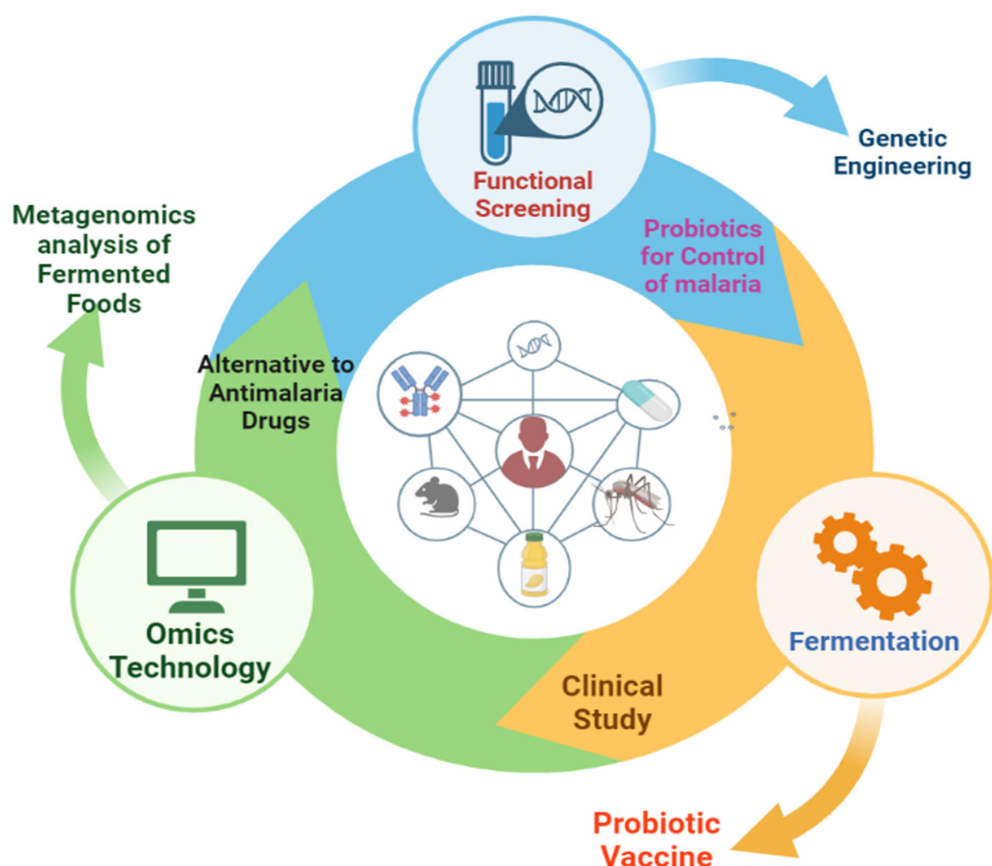 Functional
Screening
Genetic
Engineering
Probiotics
for Control
of malaria
Metagenomics
analysis of
Fermented
Foods
Alternative to
Antimalaria
Drugs
Omics
Technology
Fermentation
Clinical
Study
Probiotic
Vaccine